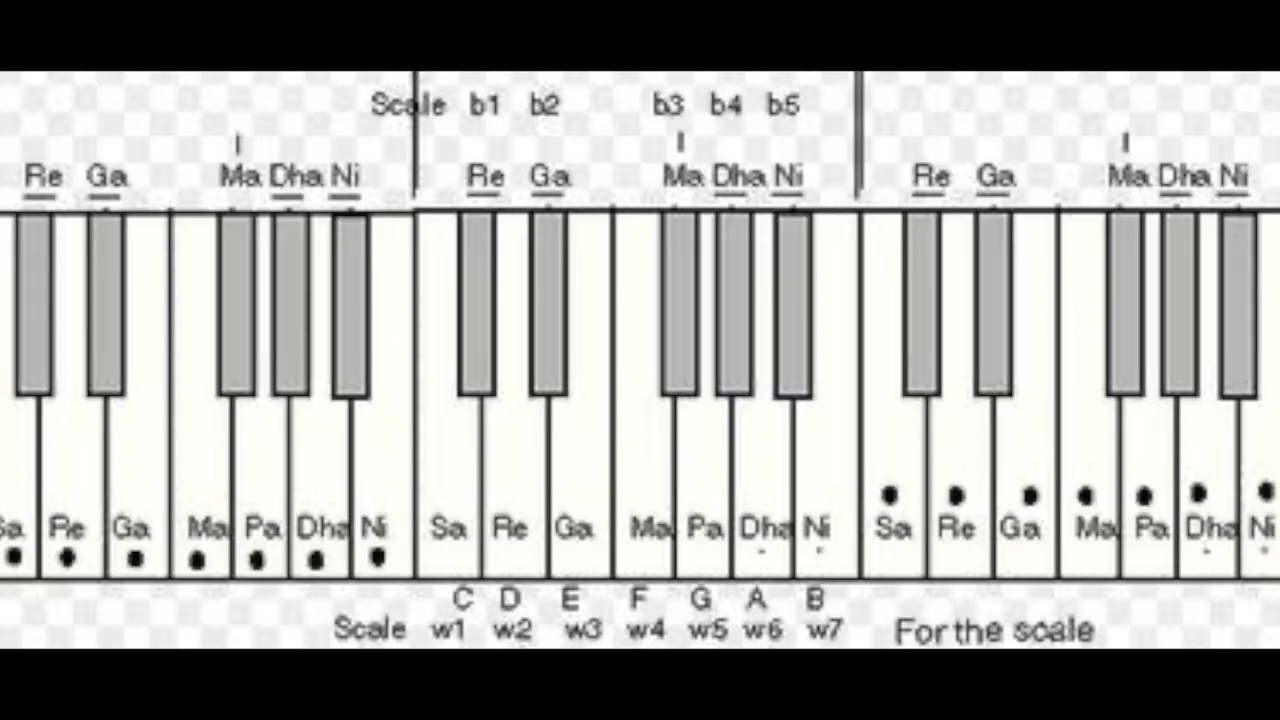 Scale b1 b2 b3 b4 b5
Re Ga Ma Dha Ni Re Ga Ma Dha Ni Re Ga Ma Dha Ni
Sa Re Ga Ma Pa Dha Ni Sa Re Ga Ma Pa Dha Ni Sa Re Ga Ma Pa Dha Ni
C D E F G A B
Scale w1 w2 w3 w4 w5 w6 w7 For the scale